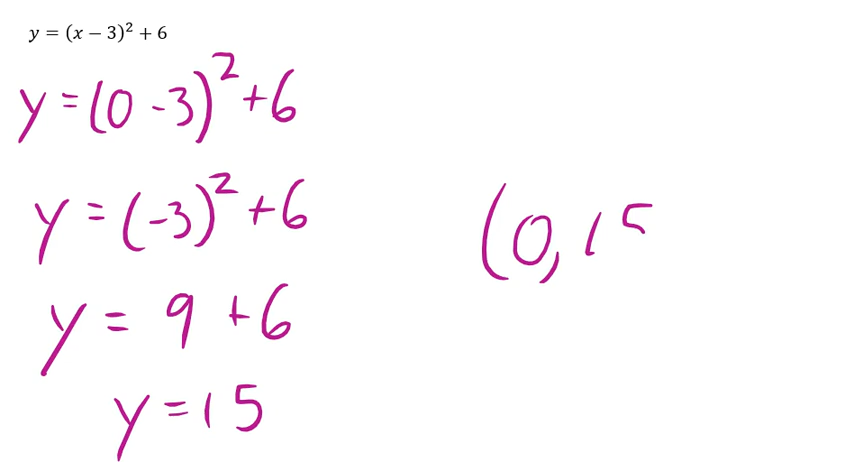 y = (x − 3)² + 6
y = (0 - 3)² + 6
y = (-3)² + 6
(0, 15
y = 9 + 6
y = 15